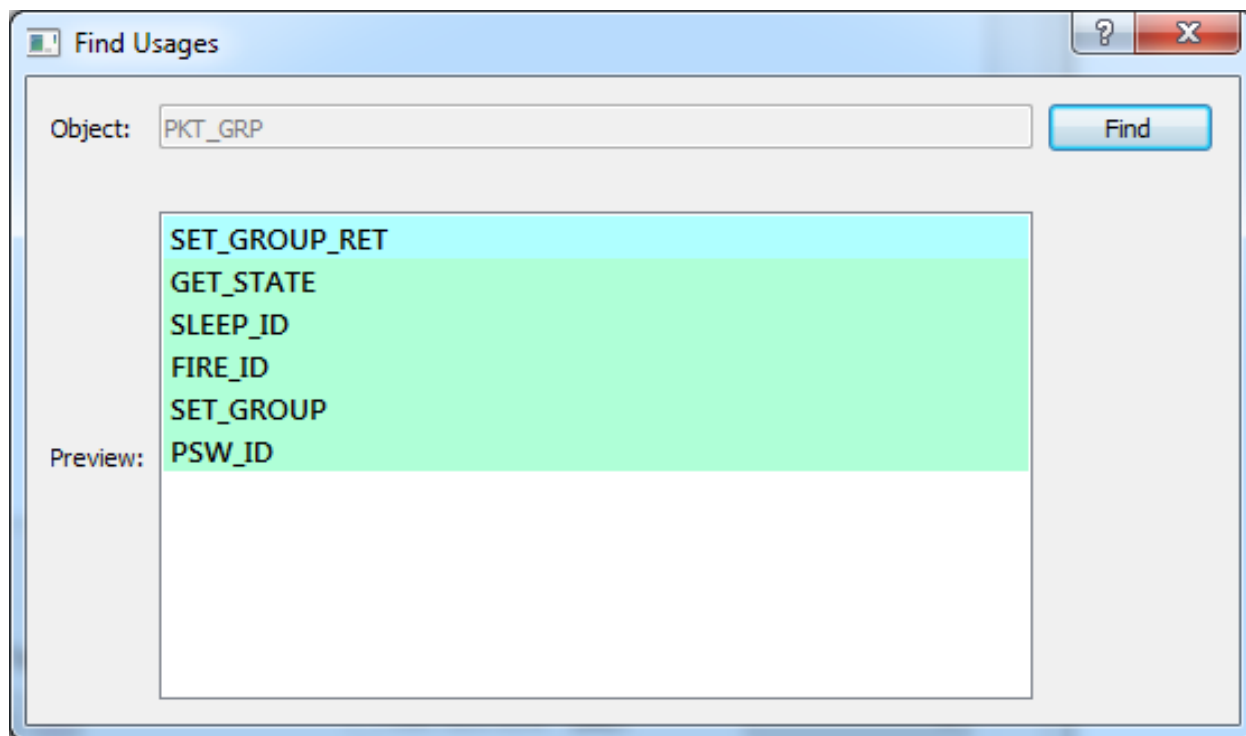 Find Usages
?
X
Object: PKT_GRP Find
SET_GROUP_RET
GET_STATE
SLEEP_ID
FIRE_ID
SET_GROUP
Preview: PSW_ID